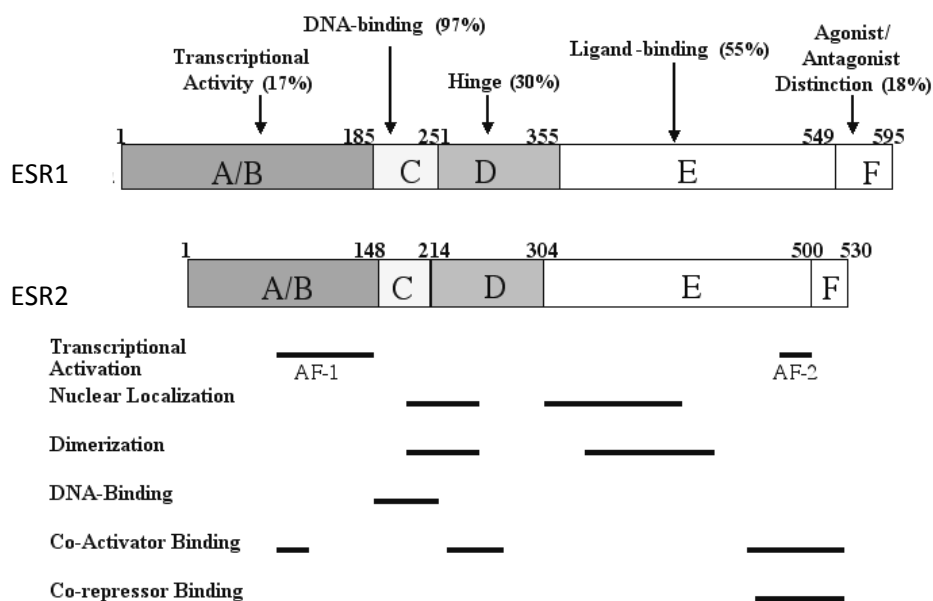 DNA-binding (97%)
Transcriptional
Activity (17%)
Hinge (30%)
Ligand-binding (55%)
Agonist/
Antagonist
Distinction (18%)
1 185 251 355 549 595
ESR1 A/B C D E F
1 148 214 304 500 530
ESR2 A/B C D E F
Transcriptional
Activation
AF-1 AF-2
Nuclear Localization
Dimerization
DNA-Binding
Co-Activator Binding
Co-repressor Binding